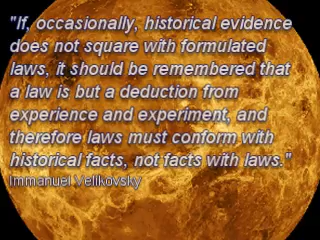 "If, occasionally, historical evidence
does not square with formulated
laws, it should be remembered that
a law is but a deduction from
experience and experiment, and
therefore laws must conform with
historical facts, not facts with laws."
Immanuel Velikovsky